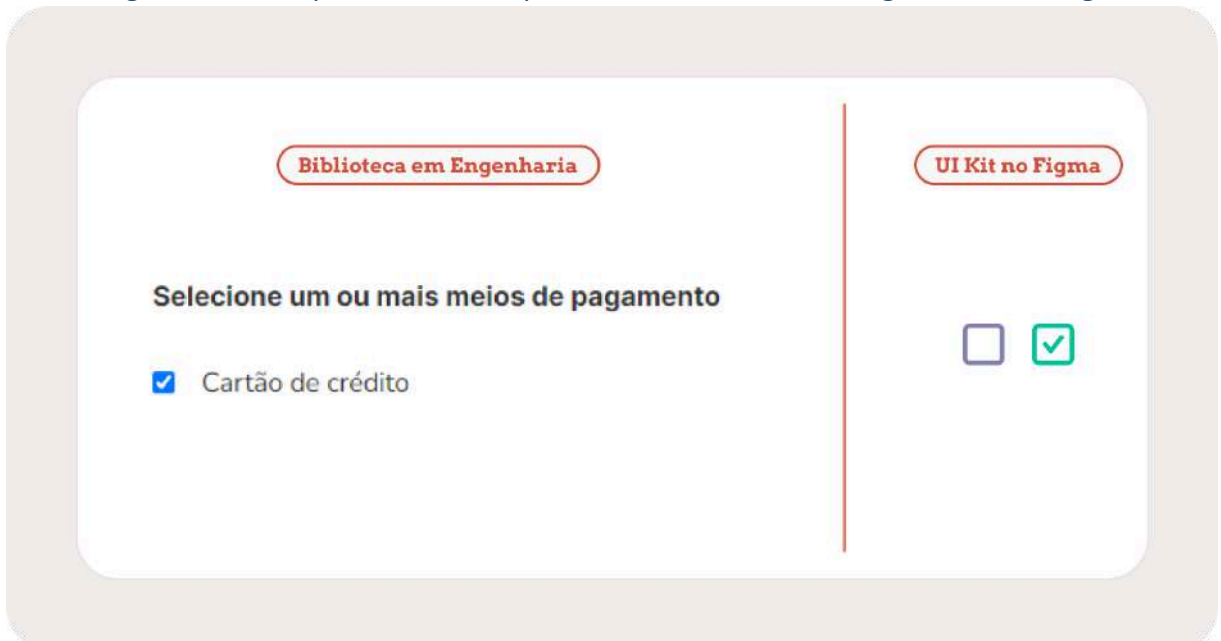 Biblioteca em Engenharia
UI Kit no Figma
Selecione um ou mais meios de pagamento
Cartão de crédito